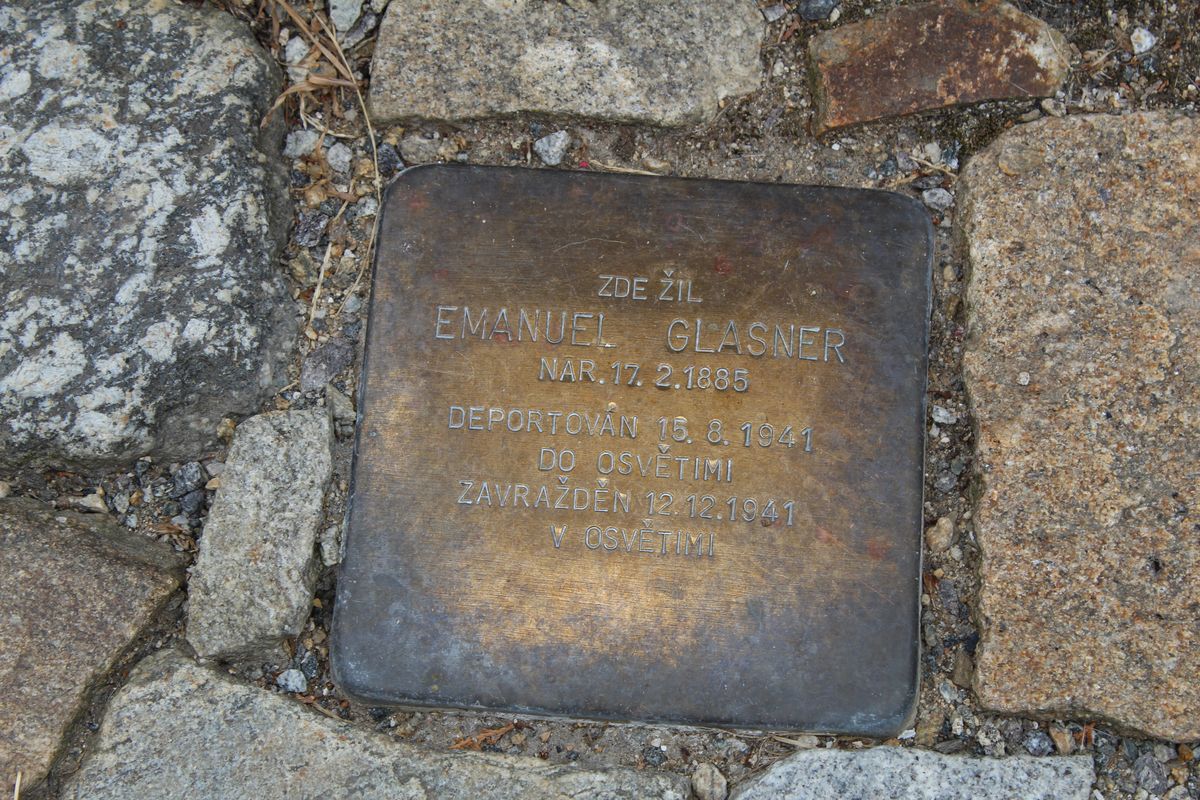 ZDE ŽIL
EMANUEL GLASNER
NAR. 17. 2. 1885
DEPORTOVÁN 15. 8. 1941
DO OSVĚTIMI
ZAVRAŽDĚN 12.12.1941
V OSVĚTIMI